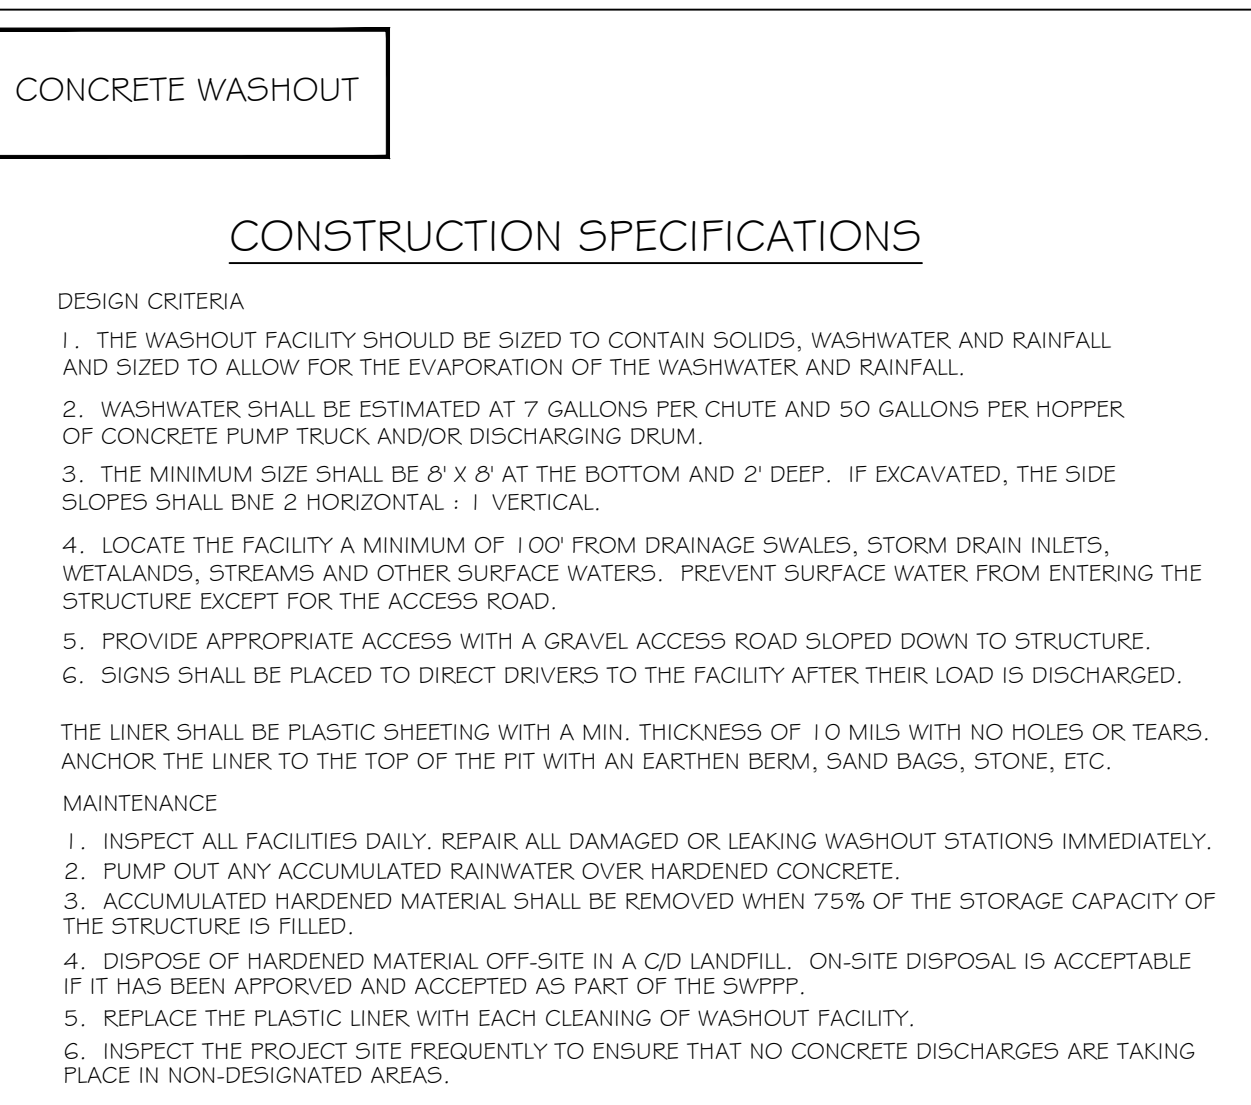 CONCRETE WASHOUT
CONSTRUCTION SPECIFICATIONS
DESIGN CRITERIA
1. THE WASHOUT FACILITY SHOULD BE SIZED TO CONTAIN SOLIDS, WASHWATER AND RAINFALL
AND SIZED TO ALLOW FOR THE EVAPORATION OF THE WASHWATER AND RAINFALL.
2. WASHWATER SHALL BE ESTIMATED AT 7 GALLONS PER CHUTE AND 50 GALLONS PER HOPPER
OF CONCRETE PUMP TRUCK AND/OR DISCHARGING DRUM.
3. THE MINIMUM SIZE SHALL BE 8' X 8' AT THE BOTTOM AND 2' DEEP. IF EXCAVATED, THE SIDE
SLOPES SHALL BNE 2 HORIZONTAL : 1 VERTICAL.
4. LOCATE THE FACILITY A MINIMUM OF 100' FROM DRAINAGE SWALES, STORM DRAIN INLETS,
WETALANDS, STREAMS AND OTHER SURFACE WATERS. PREVENT SURFACE WATER FROM ENTERING THE
STRUCTURE EXCEPT FOR THE ACCESS ROAD.
5. PROVIDE APPROPRIATE ACCESS WITH A GRAVEL ACCESS ROAD SLOPED DOWN TO STRUCTURE.
6. SIGNS SHALL BE PLACED TO DIRECT DRIVERS TO THE FACILITY AFTER THEIR LOAD IS DISCHARGED.
THE LINER SHALL BE PLASTIC SHEETING WITH A MIN. THICKNESS OF 10 MILS WITH NO HOLES OR TEARS.
ANCHOR THE LINER TO THE TOP OF THE PIT WITH AN EARTHEN BERM, SAND BAGS, STONE, ETC.
MAINTENANCE
1. INSPECT ALL FACILITIES DAILY. REPAIR ALL DAMAGED OR LEAKING WASHOUT STATIONS IMMEDIATELY.
2. PUMP OUT ANY ACCUMULATED RAINWATER OVER HARDENED CONCRETE.
3. ACCUMULATED HARDENED MATERIAL SHALL BE REMOVED WHEN 75% OF THE STORAGE CAPACITY OF
THE STRUCTURE IS FILLED.
4. DISPOSE OF HARDENED MATERIAL OFF-SITE IN A C/D LANDFILL. ON-SITE DISPOSAL IS ACCEPTABLE
IF IT HAS BEEN APPORVED AND ACCEPTED AS PART OF THE SWPPP.
5. REPLACE THE PLASTIC LINER WITH EACH CLEANING OF WASHOUT FACILITY.
6. INSPECT THE PROJECT SITE FREQUENTLY TO ENSURE THAT NO CONCRETE DISCHARGES ARE TAKING
PLACE IN NON-DESIGNATED AREAS.